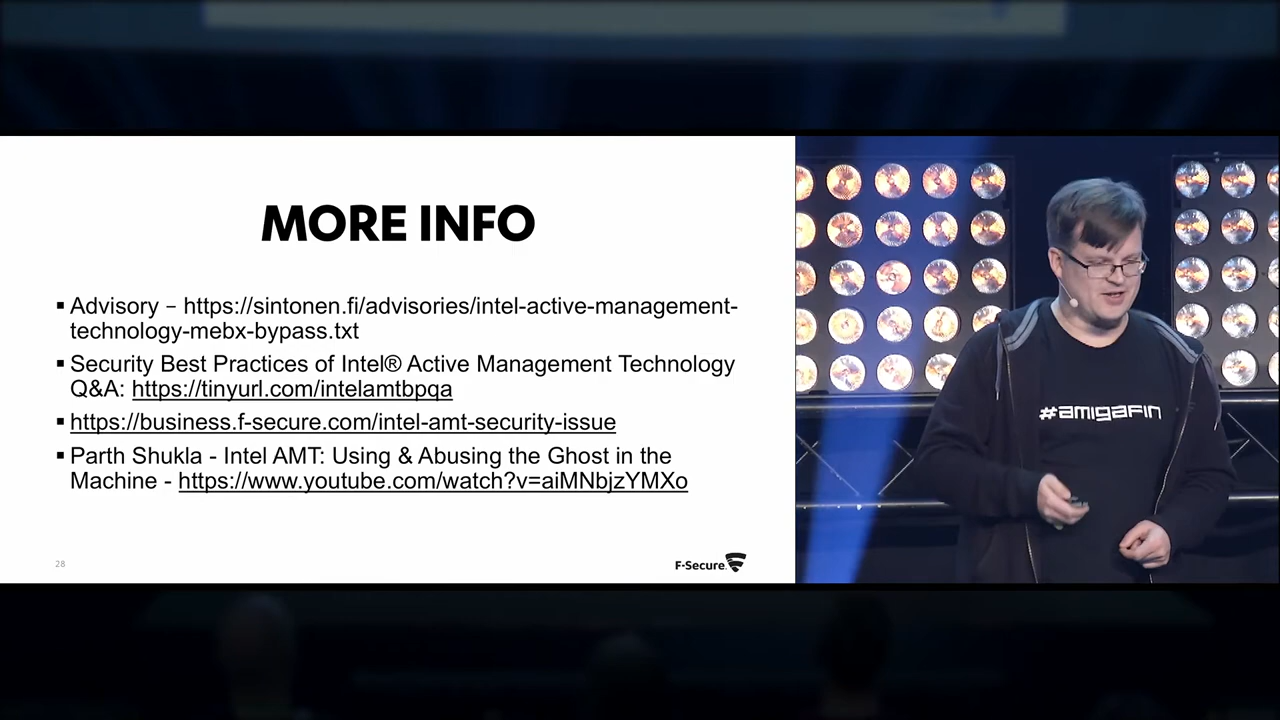 MORE INFO
▪ Advisory – https://sintonen.fi/advisories/intel-active-management-
technology-mebx-bypass.txt
▪ Security Best Practices of Intel® Active Management Technology
Q&A: https://tinyurl.com/intelamtbpqa
▪ https://business.f-secure.com/intel-amt-security-issue
▪ Parth Shukla - Intel AMT: Using & Abusing the Ghost in the
Machine - https://www.youtube.com/watch?v=aiMNbjzYMXo
28
F-Secure.
#amigafin